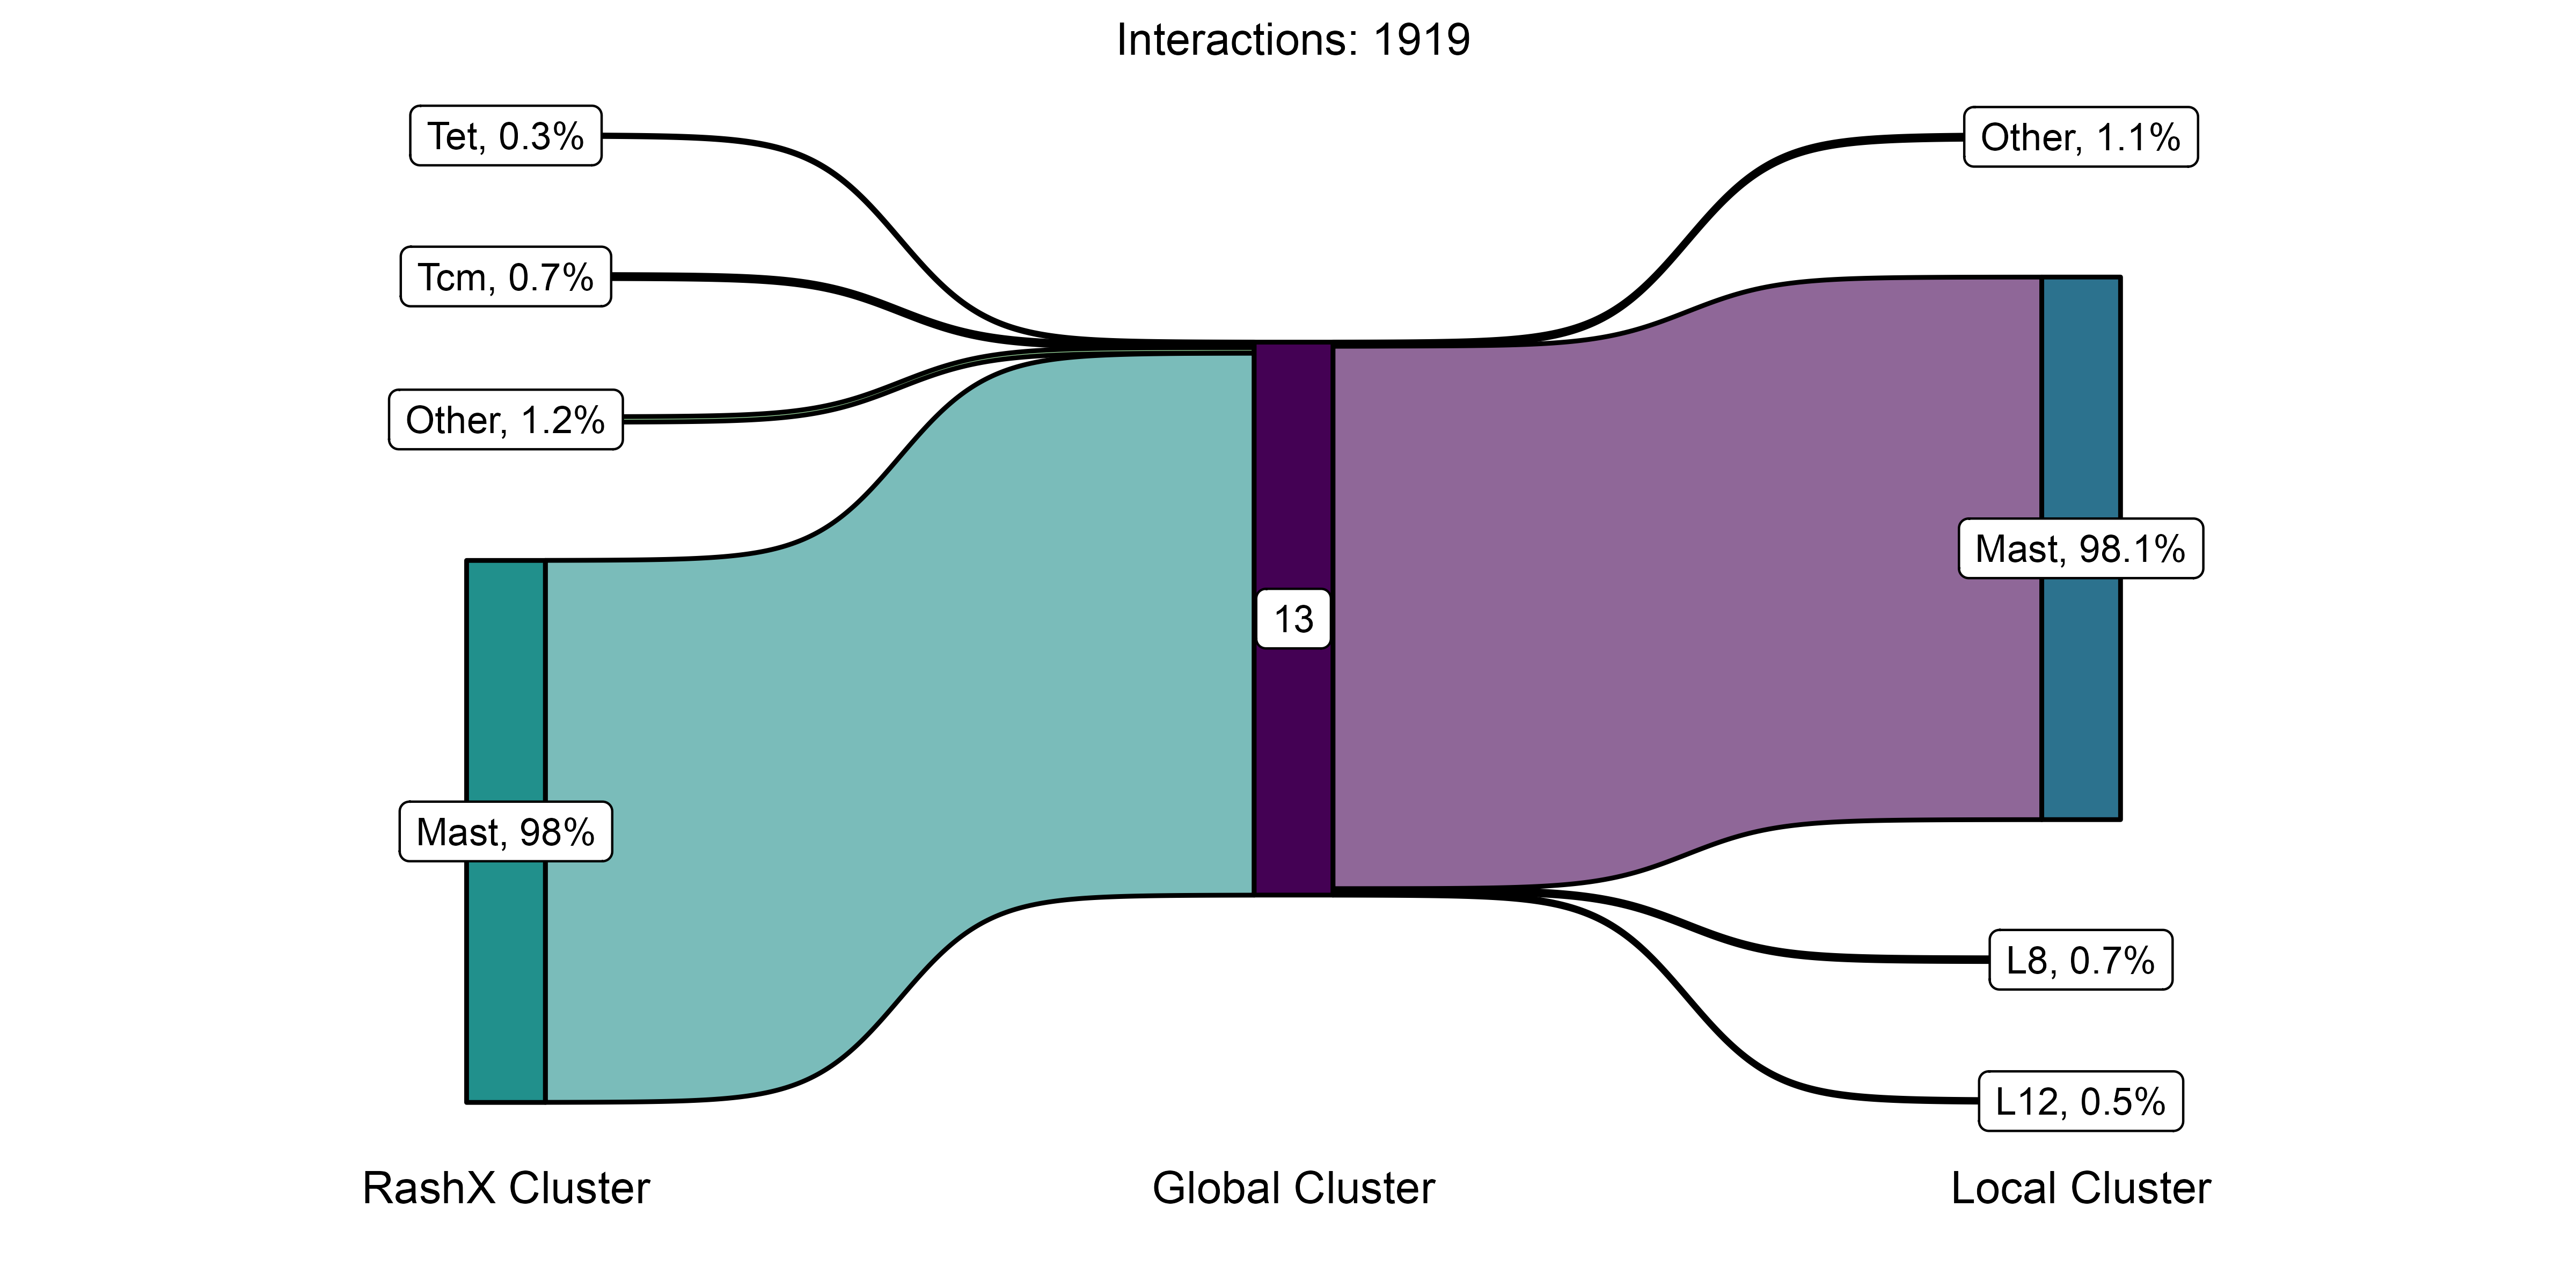 Interactions: 1919
Tet, 0.3%
Other, 1.1%
Tcm, 0.7%
Other, 1.2%
Mast, 98.1%
13
Mast, 98%
L8, 0.7%
L12, 0.5%
RashX Cluster
Global Cluster
Local Cluster